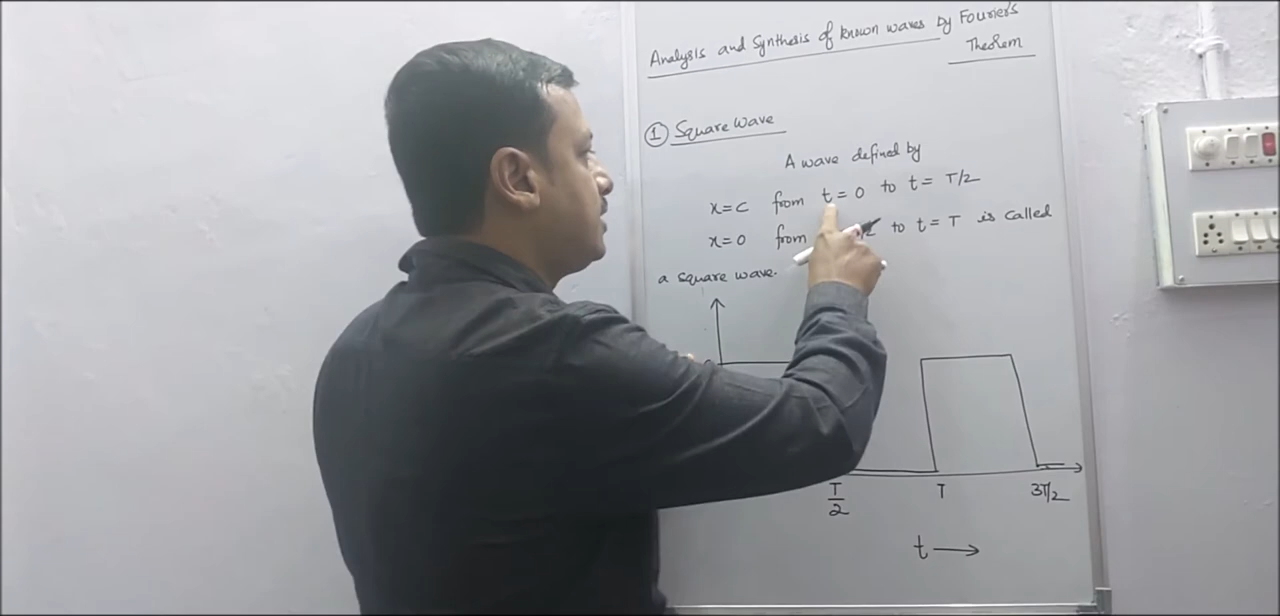 Analysis and Synthesis of known waves by Fourier's
Theorem
1 Square Wave
A wave defined by
x=c from t=0 to t= T/2
x=0 from to t= T is called
a square wave.
T/2 T 3T/2
t →